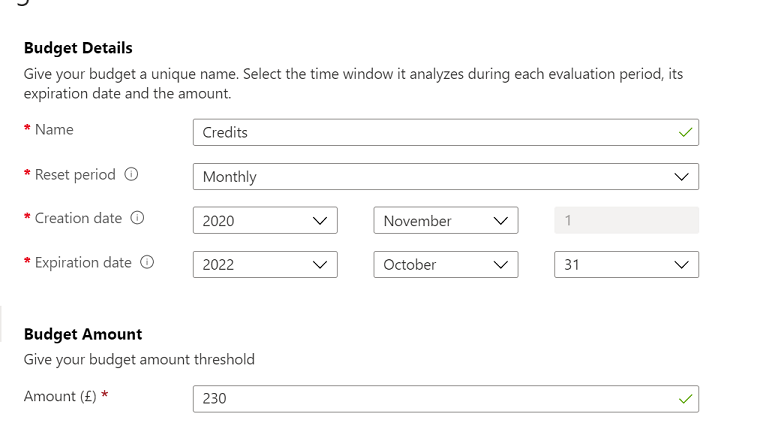 Budget Details
Give your budget a unique name. Select the time window it analyzes during each evaluation period, its
expiration date and the amount.
* Name Credits
* Reset period Monthly
* Creation date 2020 November 1
* Expiration date 2022 October 31
Budget Amount
Give your budget amount threshold
Amount (£) * 230